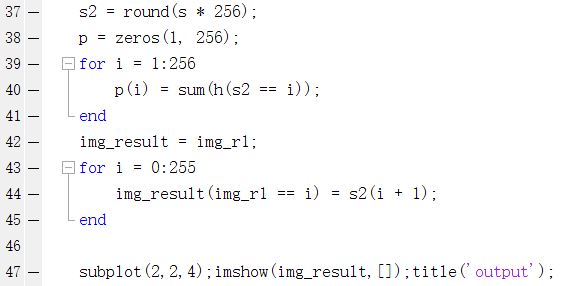 37 — s2 = round(s * 256);
38 — p = zeros(1, 256);
39 — for i = 1:256
40 — p(i) = sum(h(s2 == i));
41 — end
42 — img_result = img_r1;
43 — for i = 0:255
44 — img_result(img_r1 == i) = s2(i + 1);
45 — end
46
47 — subplot(2,2,4);imshow(img_result,[]);title('output');